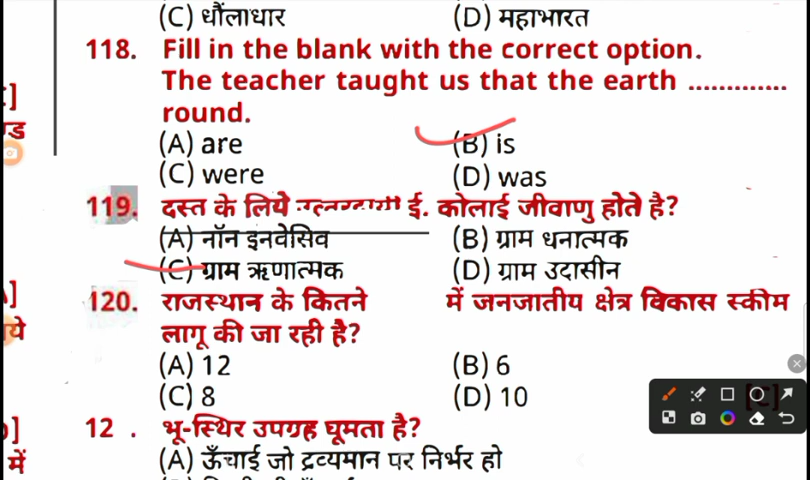 (C) धौंलाधार (D) महाभारत
118. Fill in the blank with the correct option.
The teacher taught us that the earth ..............
round.
(A) are (B) is
(C) were (D) was
119. दस्त के लिये ई. कोलाई जीवाणु होते है?
(A) नॉन इनवेसिव (B) ग्राम धनात्मक
(C) ग्राम ऋणात्मक (D) ग्राम उदासीन
120. राजस्थान के कितने में जनजातीय क्षेत्र विकास स्कीम
लागू की जा रही है?
(A) 12 (B) 6
(C) 8 (D) 10
12 . भू-स्थिर उपग्रह घूमता है?
में (A) ऊँचाई जो द्रव्यमान पर निर्भर हो